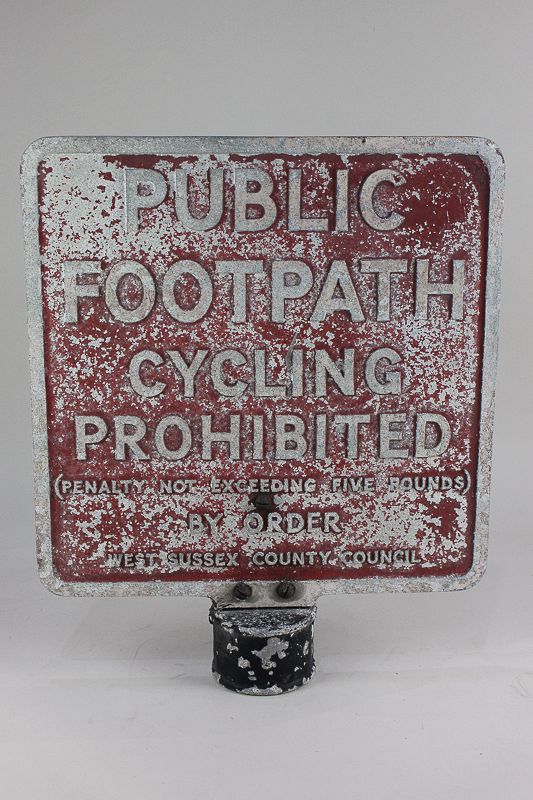 PUBLIC
FOOTPATH
CYCLING
PROHIBITED
(PENALTY NOT EXCEEDING FIVE POUNDS)
BY ORDER
WEST SUSSEX COUNTY COUNCIL